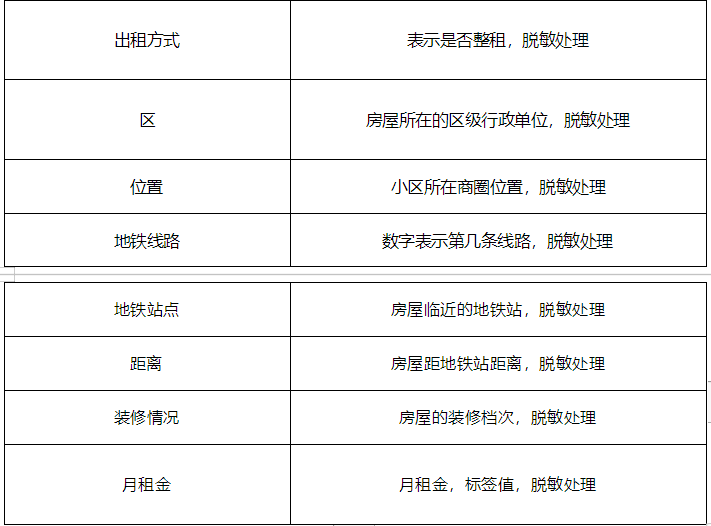 出租方式 表示是否整租，脱敏处理
区 房屋所在的区级行政单位，脱敏处理
位置 小区所在商圈位置，脱敏处理
地铁线路 数字表示第几条线路，脱敏处理
地铁站点 房屋临近的地铁站，脱敏处理
距离 房屋距地铁站距离，脱敏处理
装修情况 房屋的装修档次，脱敏处理
月租金 月租金，标签值，脱敏处理